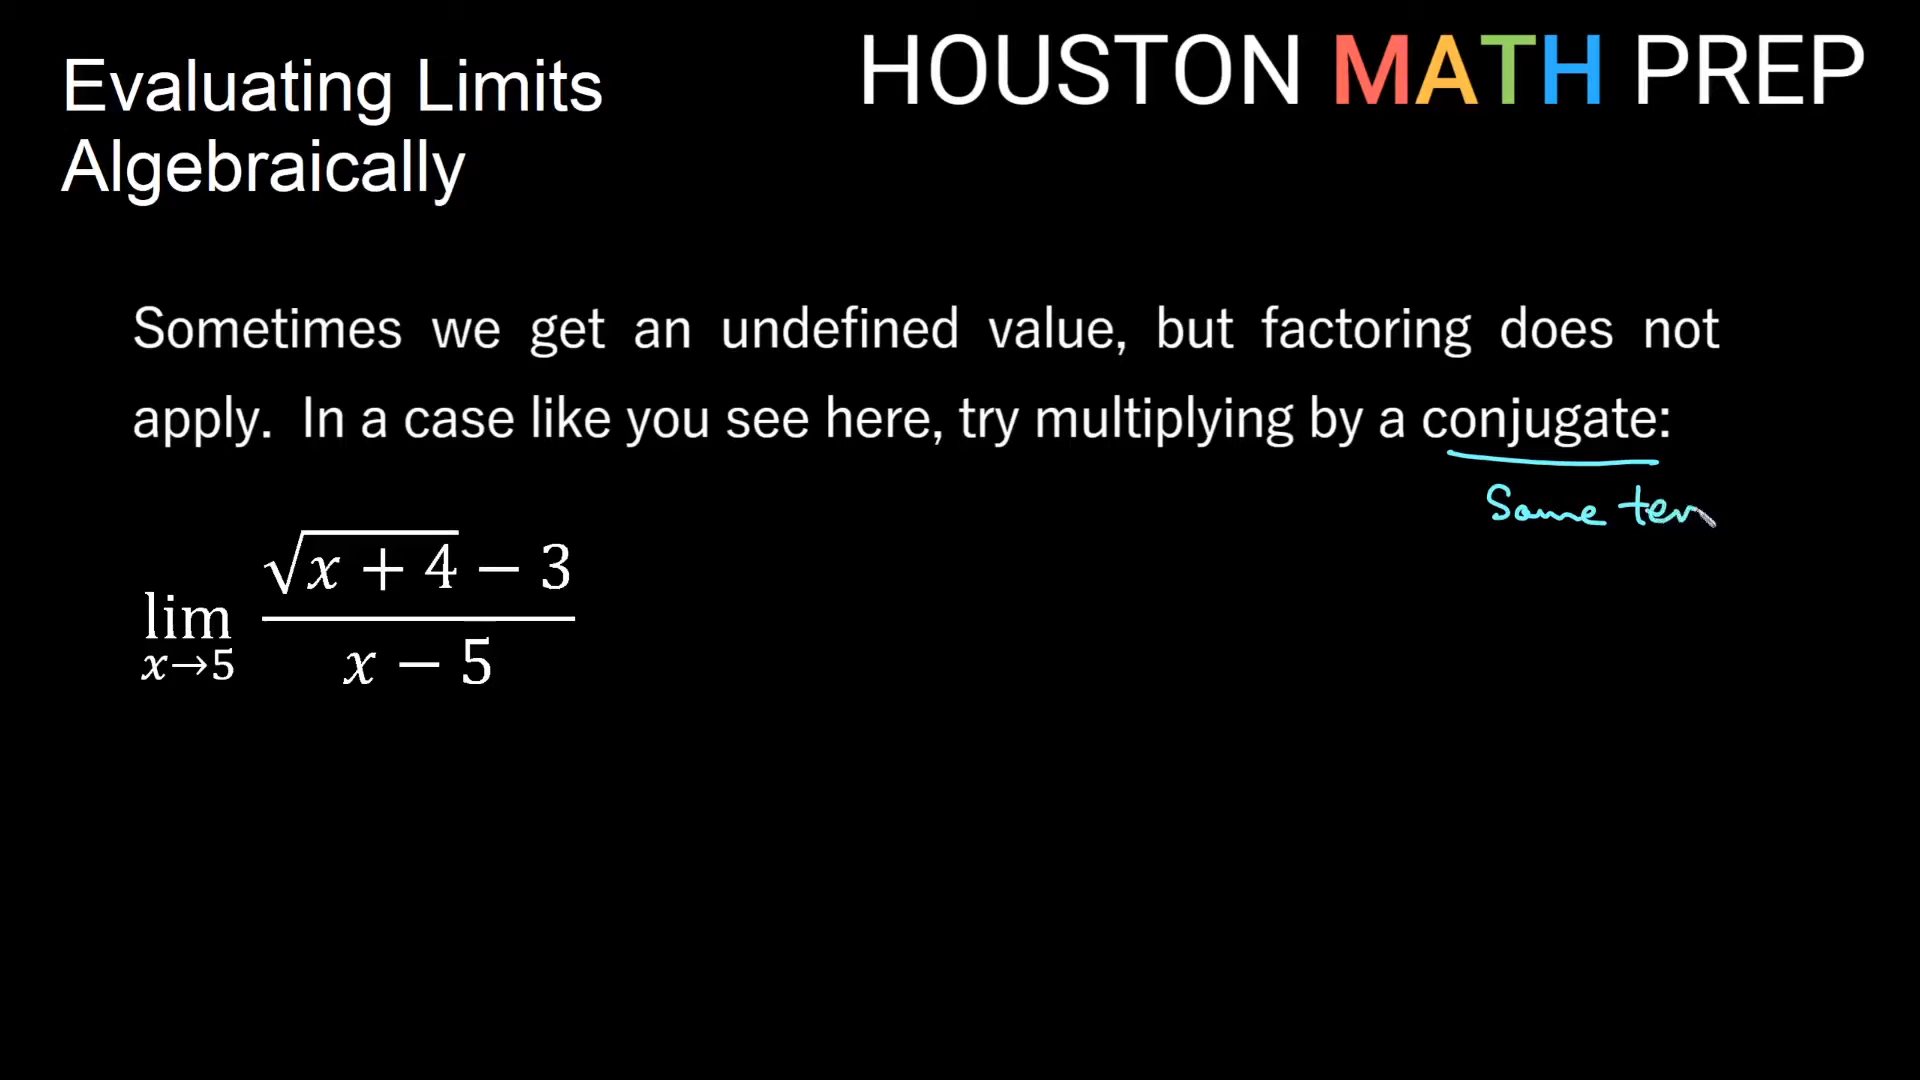 HOUSTON MATH PREP
Evaluating Limits
Algebraically
Sometimes we get an undefined value, but factoring does not
apply. In a case like you see here, try multiplying by a conjugate:
Same ter
√x + 4 − 3
lim
x→5
x − 5